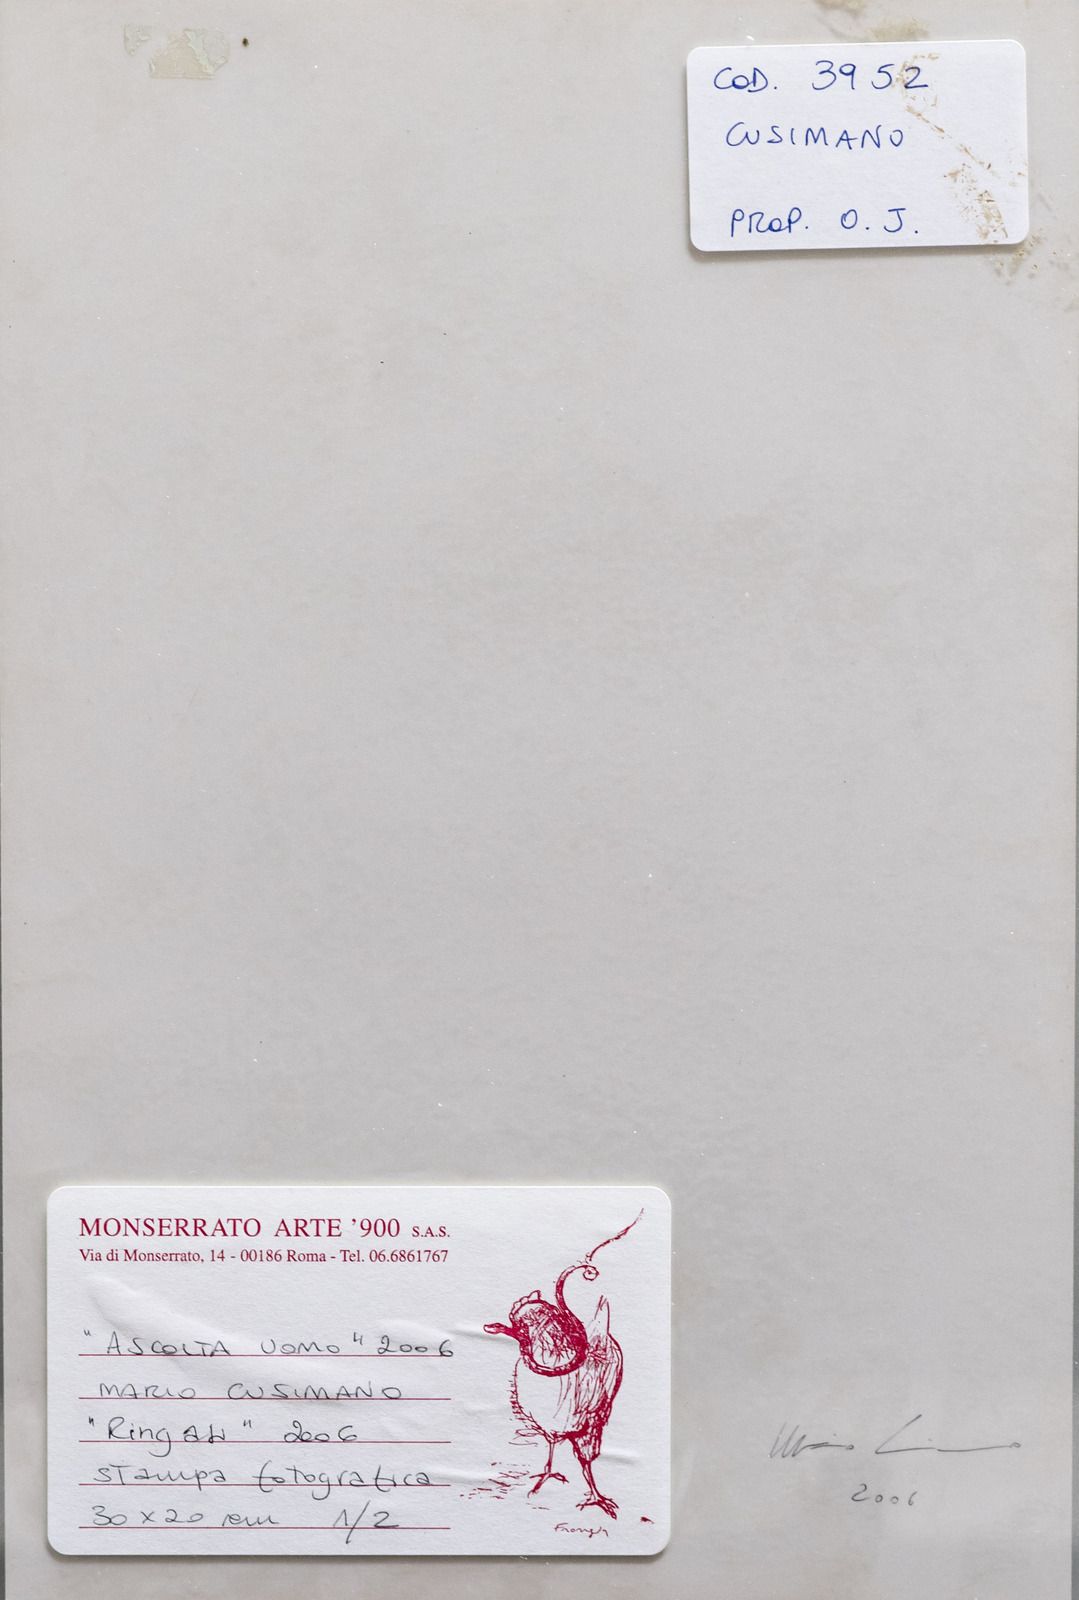 COD. 3952
CUSIMANO
PROP. O. J.
MONSERRATO ARTE '900 S.A.S.
Via di Monserrato, 14 - 00186 Roma - Tel. 06.6861767
"ASCOLTA UOMO" 2006
MARIO CUSIMANO
"Ring" 2006
stampa fotografica
30 x 20 cm 1/2
2006